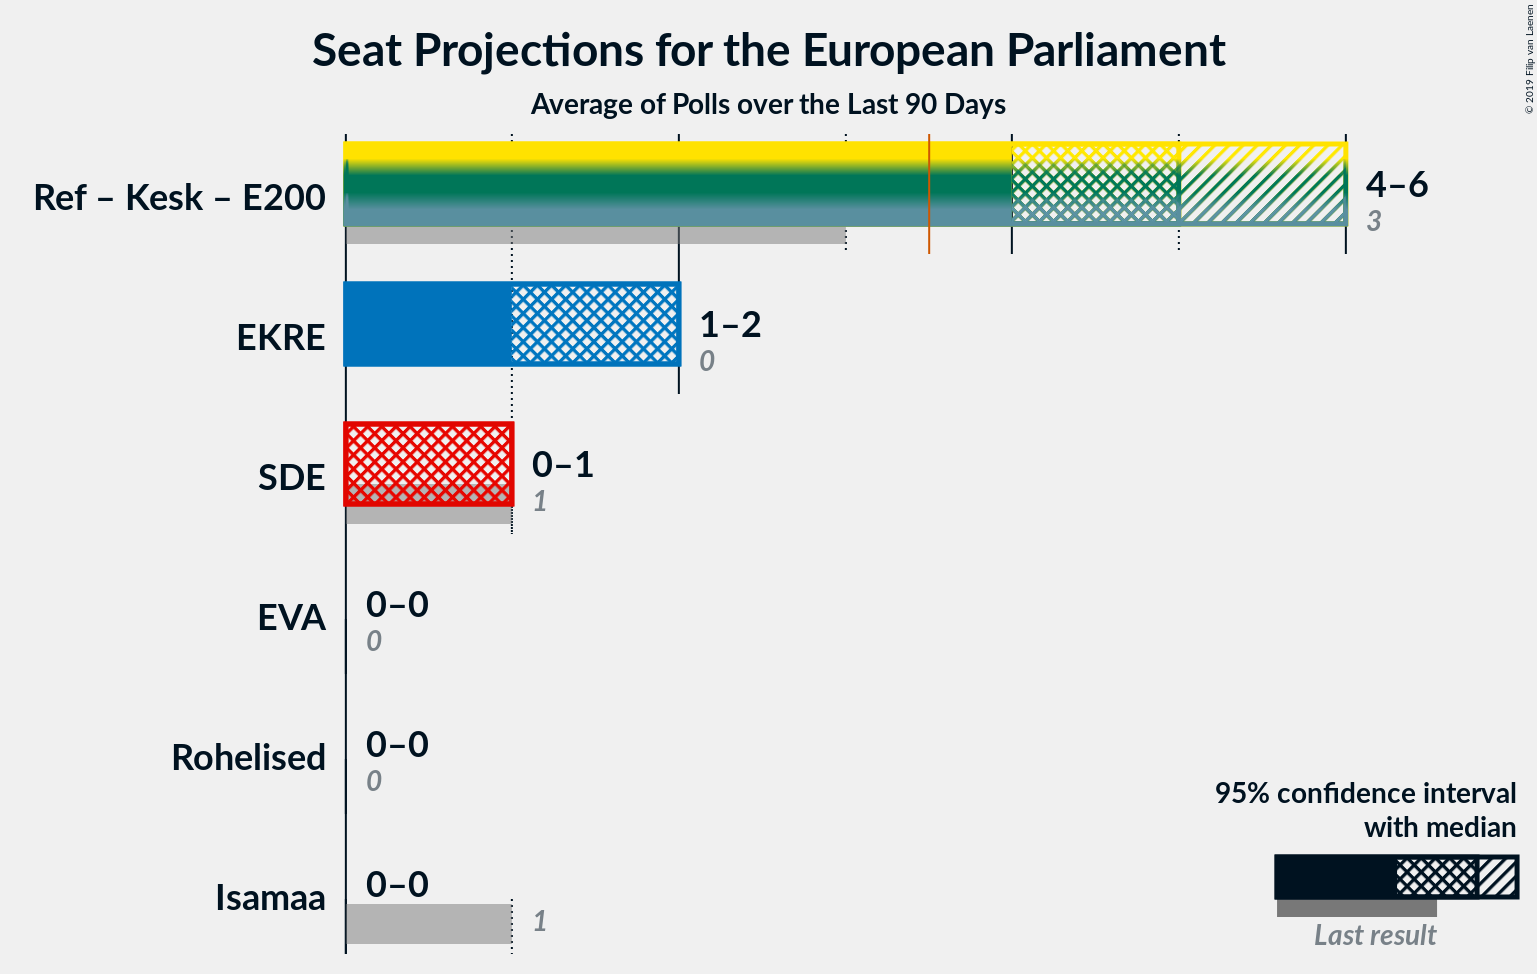 Seat Projections for the European Parliament
Average of Polls over the Last 90 Days
© 2019 Filip van Laenen
Ref – Kesk – E200
4–6
3
EKRE
1–2
0
SDE
0–1
1
EVA
0–0
0
Rohelised
0–0
0
Isamaa
0–0
1
95% confidence interval
with median
Last result